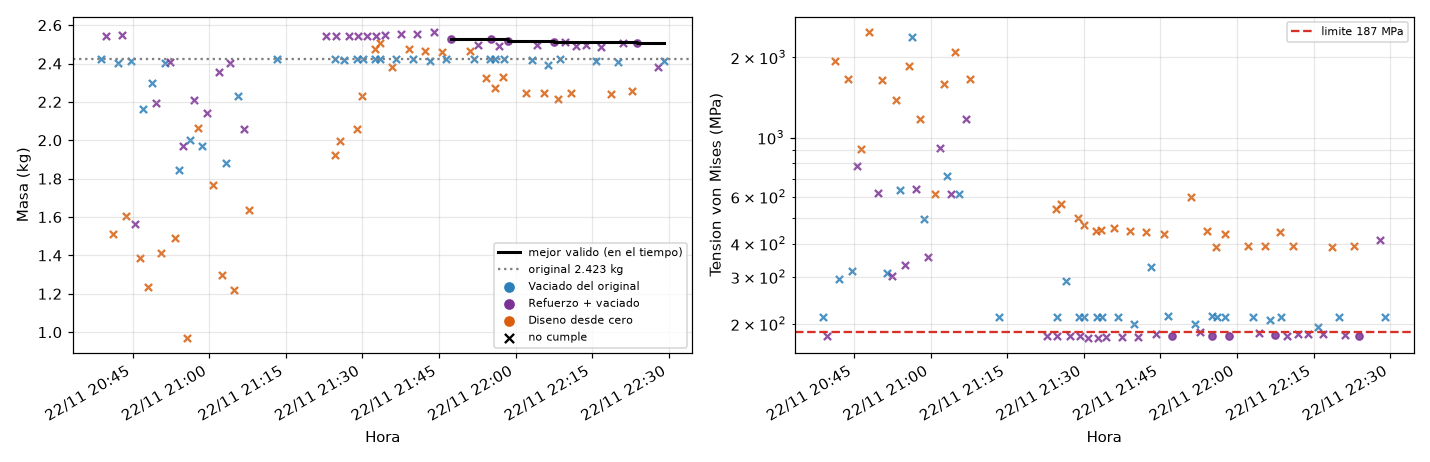 2.6
2.4
2.2
2.0
1.8
1.6
1.4
1.2
1.0
Masa (kg)
mejor valido (en el tiempo)
original 2.423 kg
Vaciado del original
Refuerzo + vaciado
Diseno desde cero
no cumple
22/11 20:45
22/11 21:00
22/11 21:15
22/11 21:30
22/11 21:45
22/11 22:00
22/11 22:15
22/11 22:30
Hora
limite 187 MPa
2 × 10³
10³
6 × 10²
4 × 10²
3 × 10²
2 × 10²
Tension von Mises (MPa)
22/11 20:45
22/11 21:00
22/11 21:15
22/11 21:30
22/11 21:45
22/11 22:00
22/11 22:15
22/11 22:30
Hora